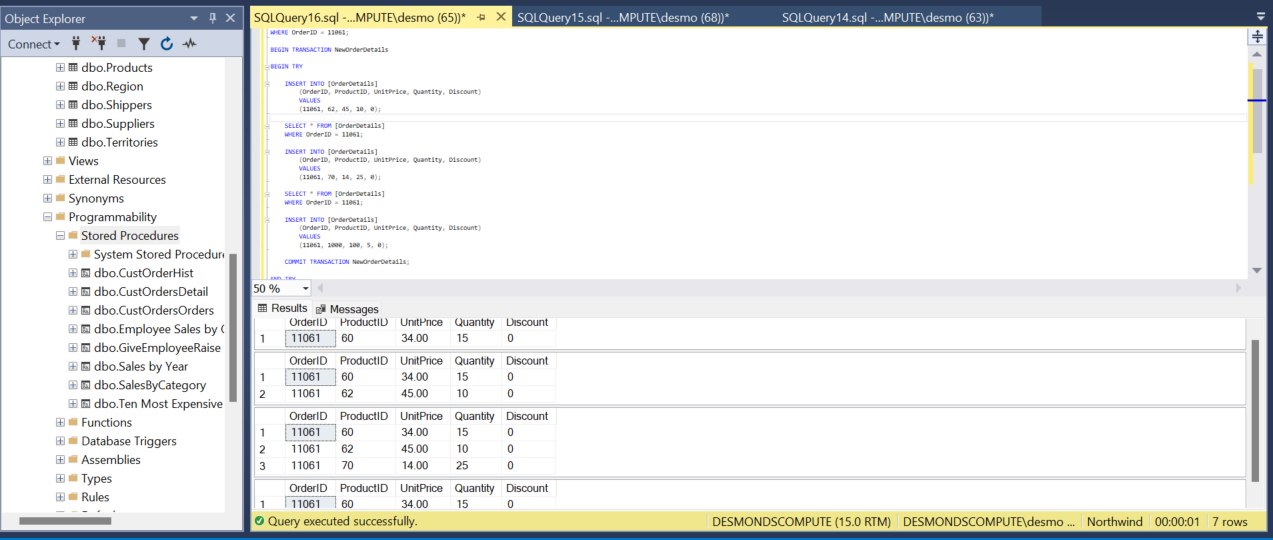 Object Explorer
Connect
dbo.Products
dbo.Region
dbo.Shippers
dbo.Suppliers
dbo.Territories
Views
External Resources
Synonyms
Programmability
Stored Procedures
System Stored Procedur
dbo.CustOrderHist
dbo.CustOrdersDetail
dbo.CustOrdersOrders
dbo.Employee Sales by
dbo.GiveEmployeeRaise
dbo.Sales by Year
dbo.SalesByCategory
dbo.Ten Most Expensive
Functions
Database Triggers
Assemblies
Types
Rules
SQLQuery16.sql -...MPUTE\desmo (65))* SQLQuery15.sql -...MPUTE\desmo (68))* SQLQuery14.sql -...MPUTE\desmo (63))*
WHERE OrderID = 11061;
BEGIN TRANSACTION NewOrderDetails
BEGIN TRY
INSERT INTO [OrderDetails]
(OrderID, ProductID, UnitPrice, Quantity, Discount)
VALUES
(11061, 62, 45, 10, 0);
SELECT * FROM [OrderDetails]
WHERE OrderID = 11061;
INSERT INTO [OrderDetails]
(OrderID, ProductID, UnitPrice, Quantity, Discount)
VALUES
(11061, 70, 14, 25, 0);
SELECT * FROM [OrderDetails]
WHERE OrderID = 11061;
INSERT INTO [OrderDetails]
(OrderID, ProductID, UnitPrice, Quantity, Discount)
VALUES
(11061, 1000, 100, 5, 0);
COMMIT TRANSACTION NewOrderDetails;
END TRY
50 %
Results Messages
OrderID ProductID UnitPrice Quantity Discount
1 11061 60 34.00 15 0
OrderID ProductID UnitPrice Quantity Discount
1 11061 60 34.00 15 0
2 11061 62 45.00 10 0
OrderID ProductID UnitPrice Quantity Discount
1 11061 60 34.00 15 0
2 11061 62 45.00 10 0
3 11061 70 14.00 25 0
OrderID ProductID UnitPrice Quantity Discount
1 11061 60 34.00 15 0
Query executed successfully. DESMONDSCOMPUTE (15.0 RTM) DESMONDSCOMPUTE\desmo ... Northwind 00:00:01 7 rows